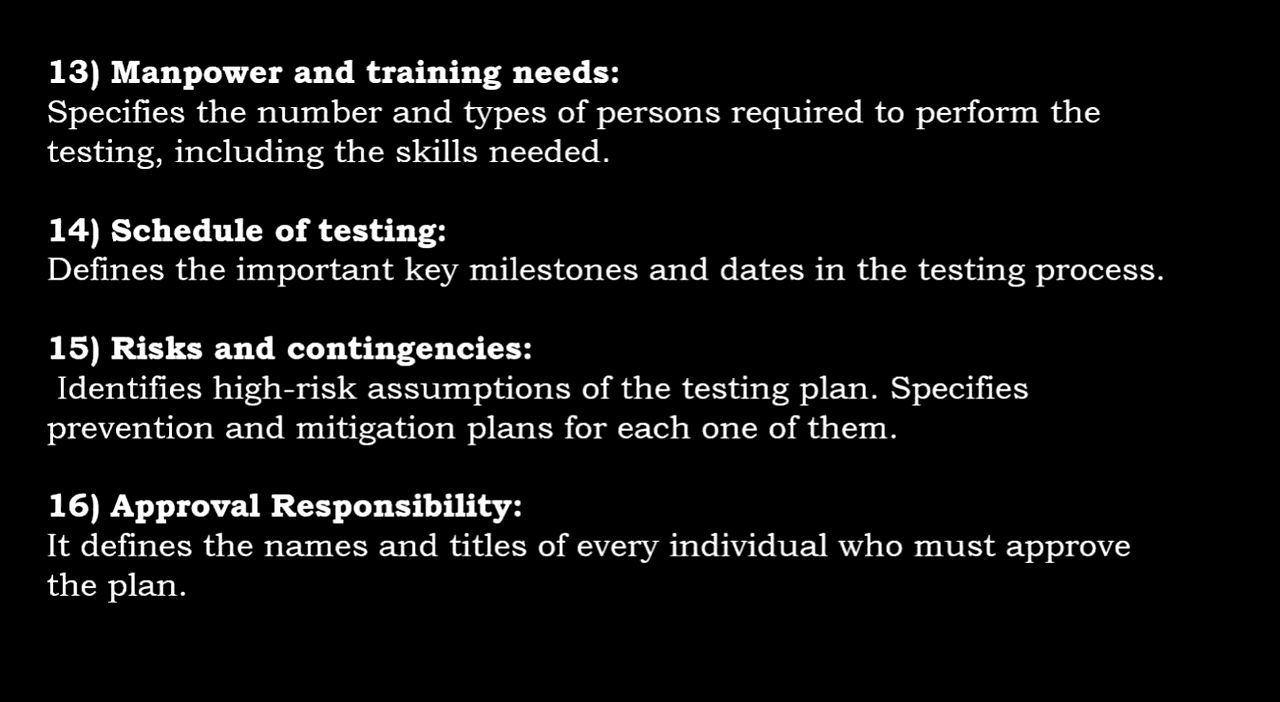 13) Manpower and training needs:
Specifies the number and types of persons required to perform the
testing, including the skills needed.
14) Schedule of testing:
Defines the important key milestones and dates in the testing process.
15) Risks and contingencies:
Identifies high-risk assumptions of the testing plan. Specifies
prevention and mitigation plans for each one of them.
16) Approval Responsibility:
It defines the names and titles of every individual who must approve
the plan.